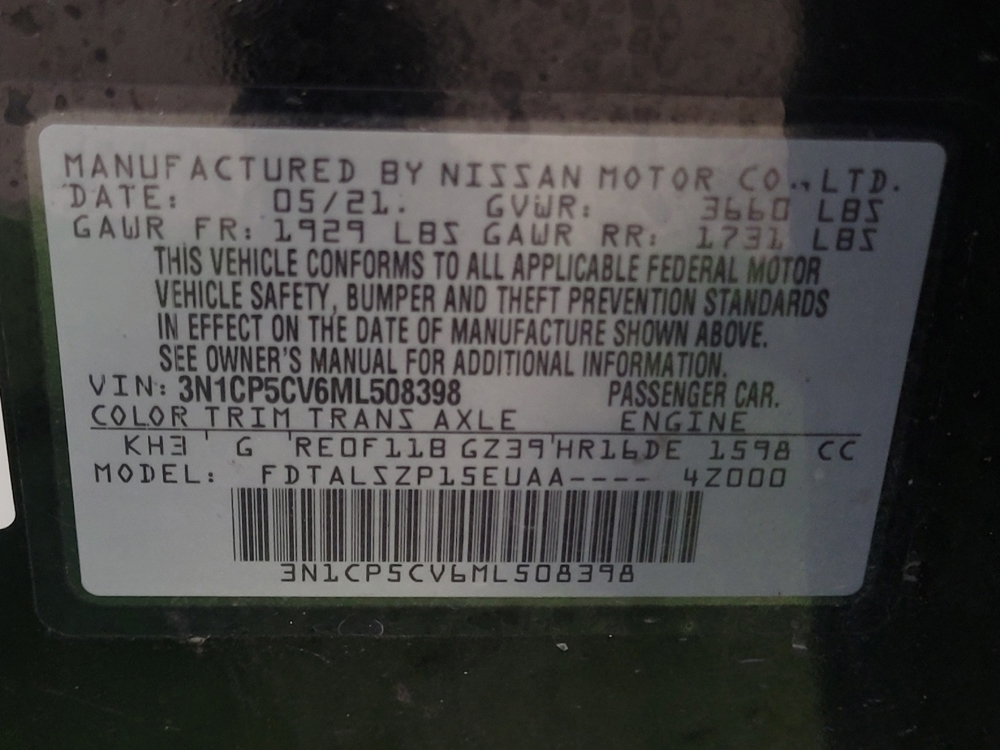 MANUFACTURED BY NISSAN MOTOR CO., LTD.
DATE: 05/21. GVWR: 3660 LBS
GAWR FR: 1929 LBS GAWR RR: 1731 LBS
THIS VEHICLE CONFORMS TO ALL APPLICABLE FEDERAL MOTOR
VEHICLE SAFETY, BUMPER AND THEFT PREVENTION STANDARDS
IN EFFECT ON THE DATE OF MANUFACTURE SHOWN ABOVE.
SEE OWNER'S MANUAL FOR ADDITIONAL INFORMATION.
VIN: 3N1CP5CV6ML508398 PASSENGER CAR.
COLOR TRIM TRANS AXLE ENGINE
KH3 ' G 'RE0F11B GZ39'HR16DE 1598 CC
MODEL: FDTALSZP15EUAA---- 4Z000
3N1CP5CV6ML508398